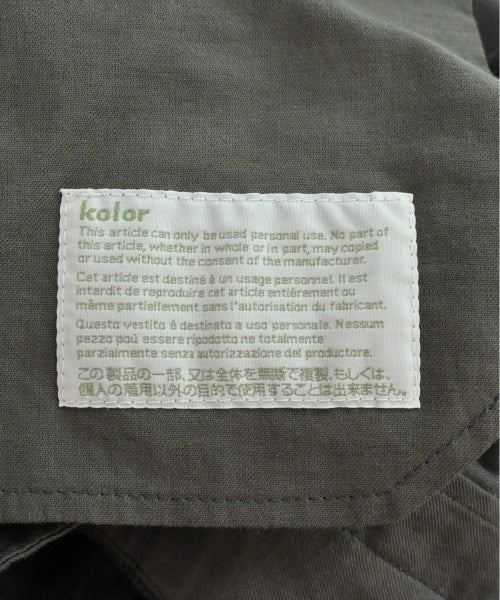 kolor
This article can only be used personal use. No part of
this article, whether in whole or in part, may copied
or used without the consent of the manufacturer.
Cet article est destiné à un usage personnel. Il est
interdit de reproduire cet article entiérement ou
même partiellement sans l'autorisation du fabricant.
Questo vestito é destinato a uso personale. Nessum
pezzo paù essere ripodotto ne totalmente
parzialmente senza autorizzazione del productore.
この製品の一部、又は全体を無断で複製、もしくは、
個人の着用以外の目的で使用することは出来ません。